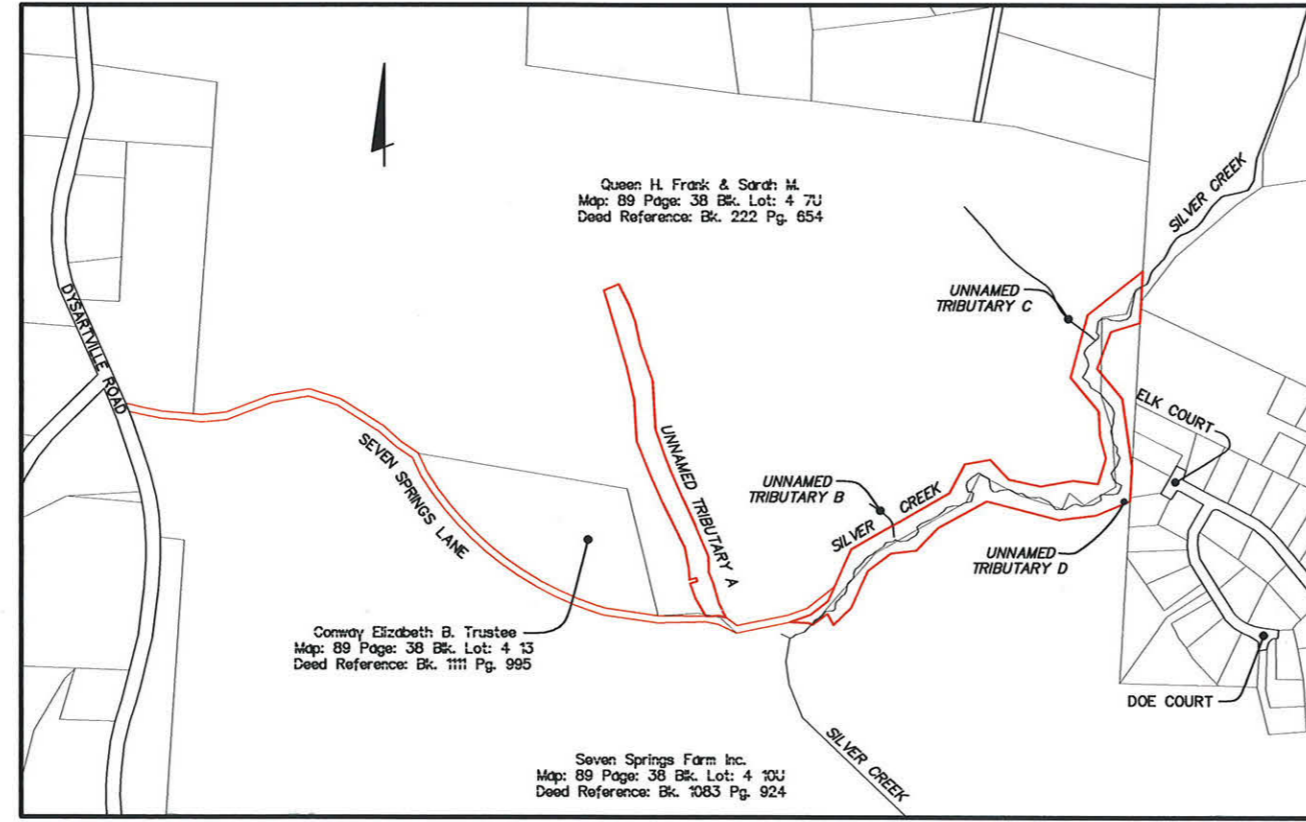 Queen H. Frank & Sarah M.
Map: 89 Page: 38 Blk. Lot: 4 7U
Deed Reference: Bk. 222 Pg. 654
SILVER CREEK
UNNAMED
TRIBUTARY C
DYSARTVILLE ROAD
ELK COURT
SEVEN SPRINGS LANE
UNNAMED TRIBUTARY A
UNNAMED
TRIBUTARY B
SILVER CREEK
UNNAMED
TRIBUTARY D
Conway Elizabeth B. Trustee
Map: 89 Page: 38 Blk. Lot: 4 13
Deed Reference: Bk. 1111 Pg. 995
DOE COURT
Seven Springs Farm Inc.
Map: 89 Page: 38 Blk. Lot: 4 10U
Deed Reference: Bk. 1083 Pg. 924
SILVER CREEK